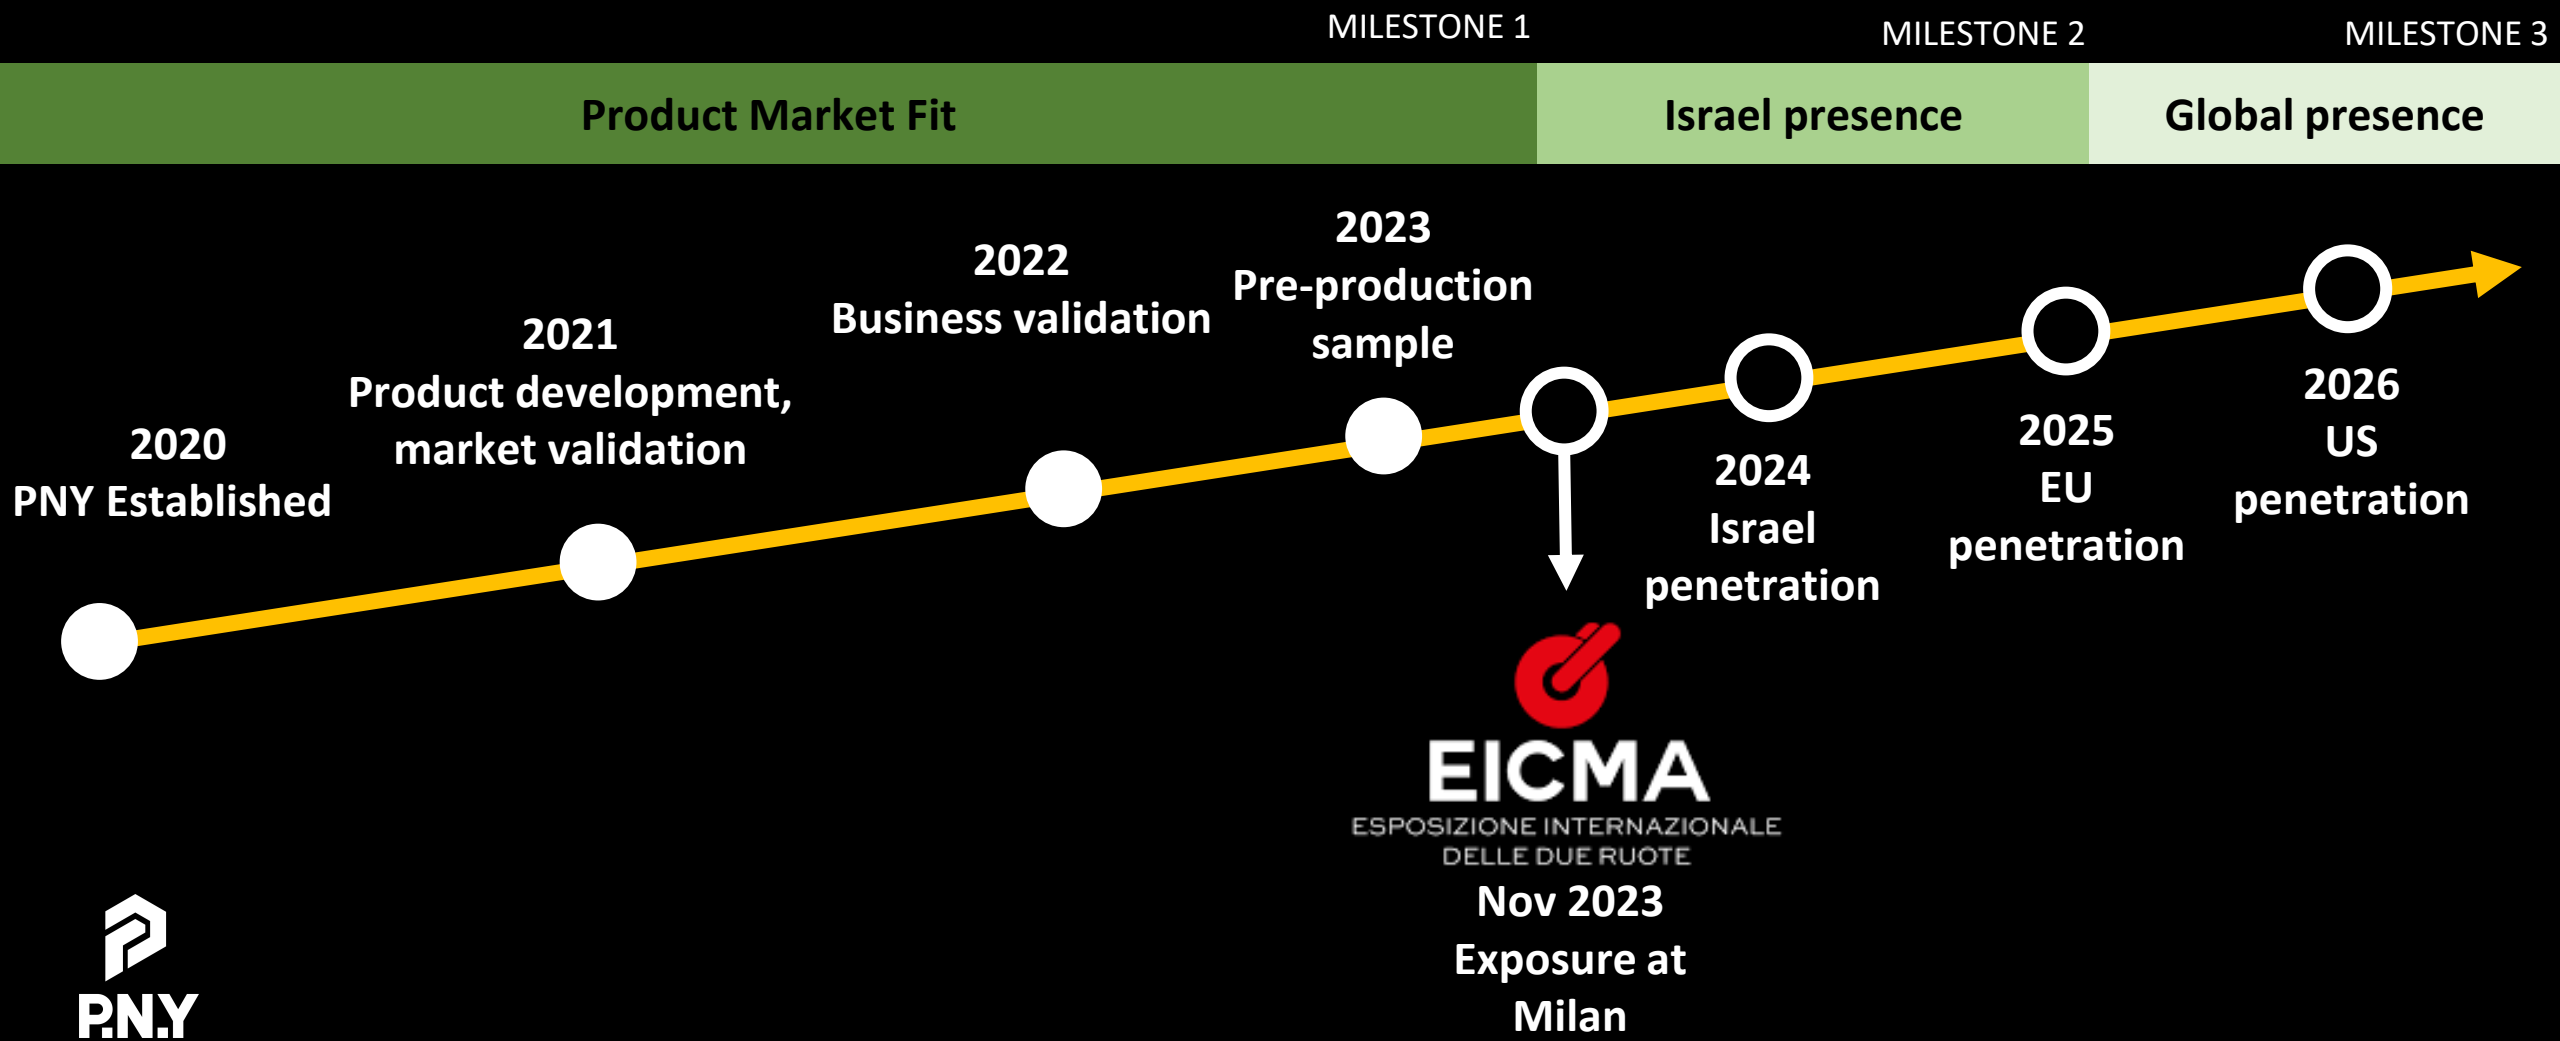 MILESTONE 1
MILESTONE 2
MILESTONE 3
Product Market Fit
Israel presence
Global presence
2020
PNY Established
2021
Product development,
market validation
2022
Business validation
2023
Pre-production
sample
2024
Israel
penetration
2025
EU
penetration
2026
US
penetration
EICMA
ESPOSIZIONE INTERNAZIONALE
DELLE DUE RUOTE
Nov 2023
Exposure at
Milan
P.N.Y